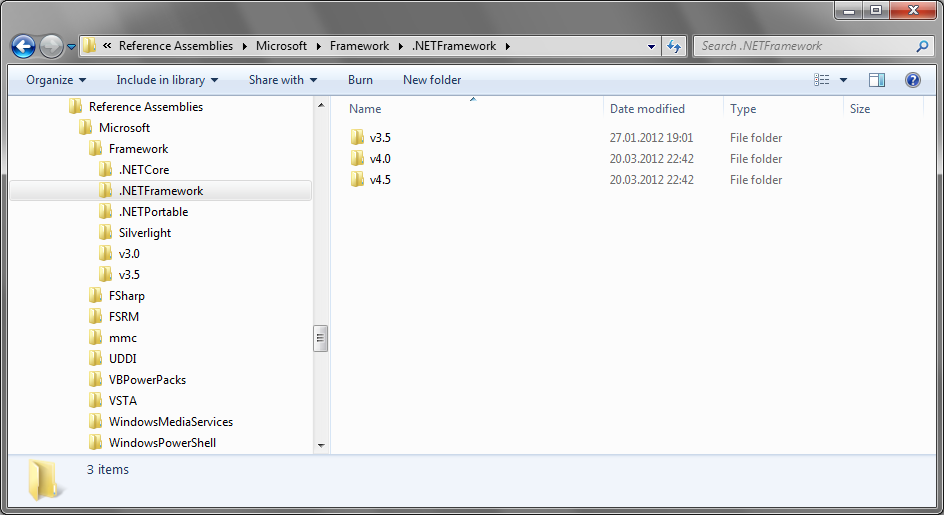 « Reference Assemblies Microsoft Framework .NETFramework Search .NETFramework
Organize Include in library Share with Burn New folder
Reference Assemblies
Microsoft
Framework
.NETCore
.NETFramework
.NETPortable
Silverlight
v3.0
v3.5
FSharp
FSRM
mmc
UDDI
VBPowerPacks
VSTA
WindowsMediaServices
WindowsPowerShell
Name Date modified Type Size
v3.5 27.01.2012 19:01 File folder
v4.0 20.03.2012 22:42 File folder
v4.5 20.03.2012 22:42 File folder
3 items